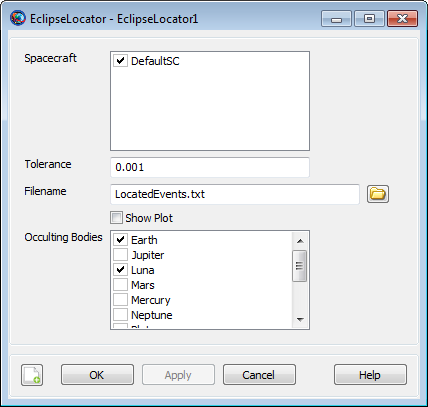 EclipseLocator - EclipseLocator1
Spacecraft
DefaultSC
Tolerance
0.001
Filename
LocatedEvents.txt
Show Plot
Occulting Bodies
Earth
Jupiter
Luna
Mars
Mercury
Neptune
OK
Apply
Cancel
Help